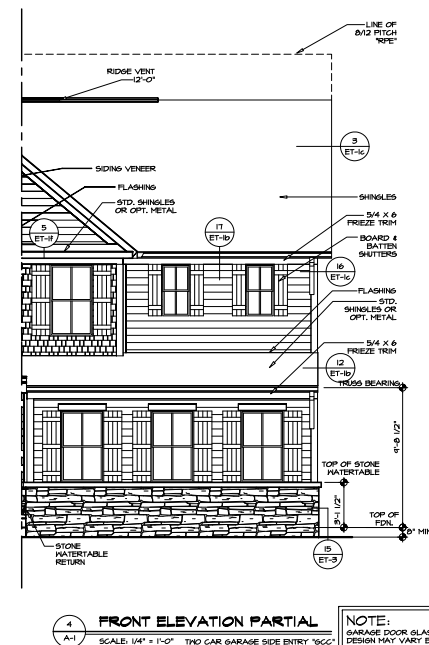 LINE OF
8/12 PITCH
"RPE"
RIDGE VENT
12'-0"
3
ET-1c
SIDING VENEER
FLASHING
SHINGLES
STD. SHINGLES
OR OPT. METAL
5
ET-1f
17
ET-1b
5/4 X 6
FRIEZE TRIM
BOARD &
BATTEN
SHUTTERS
16
ET-1c
FLASHING
STD.
SHINGLES OR
OPT. METAL
5/4 X 6
FRIEZE TRIM
12
ET-1b
TRUSS BEARING
9'-8 1/2"
TOP OF STONE
WATERTABLE
3'-1 1/2"
TOP OF
FDN.
8" MIN
STONE
WATERTABLE
RETURN
15
ET-3
4
A-1
FRONT ELEVATION PARTIAL
SCALE: 1/4" = 1'-0" TWO CAR GARAGE SIDE ENTRY "GCC"
NOTE:
GARAGE DOOR GLAS
DESIGN MAY VARY B